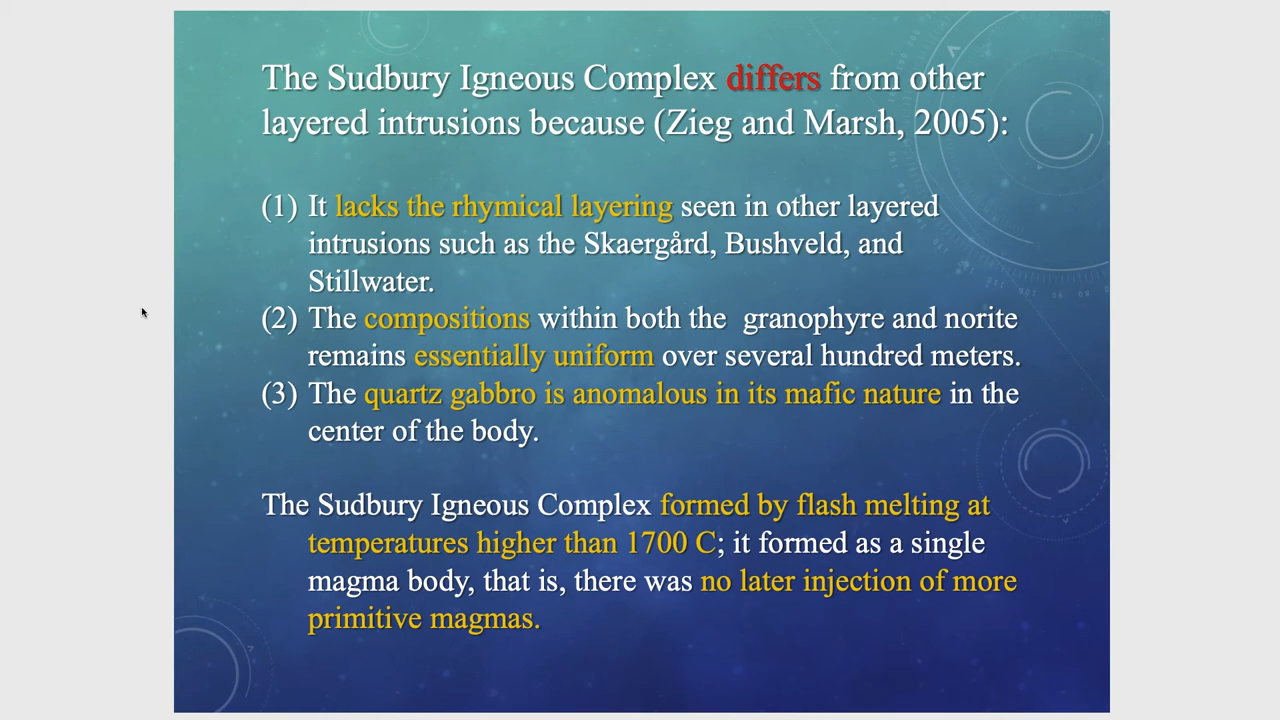 The Sudbury Igneous Complex differs from other
layered intrusions because (Zieg and Marsh, 2005):
(1) It lacks the rhymical layering seen in other layered
intrusions such as the Skaergård, Bushveld, and
Stillwater.
(2) The compositions within both the granophyre and norite
remains essentially uniform over several hundred meters.
(3) The quartz gabbro is anomalous in its mafic nature in the
center of the body.
The Sudbury Igneous Complex formed by flash melting at
temperatures higher than 1700 C; it formed as a single
magma body, that is, there was no later injection of more
primitive magmas.